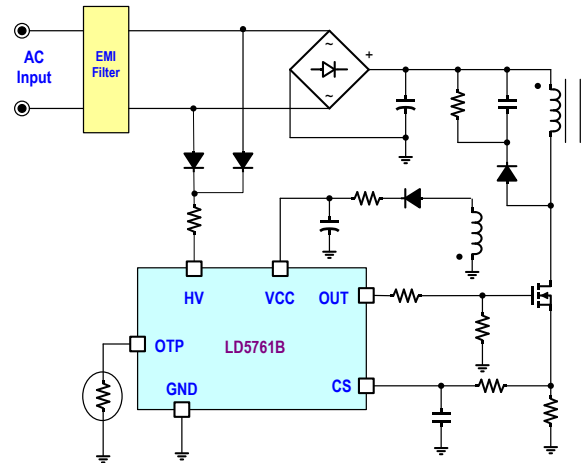 AC
Input
EMI
Filter
~
+
~
HV
VCC
OUT
OTP
LD5761B
CS
GND